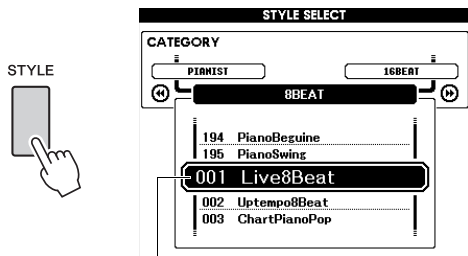 STYLE SELECT
CATEGORY
STYLE
PIANIST 16BEAT
8BEAT
194 PianoBeguine
195 PianoSwing
001 Live8Beat
002 Uptempo8Beat
003 ChartPianoPop